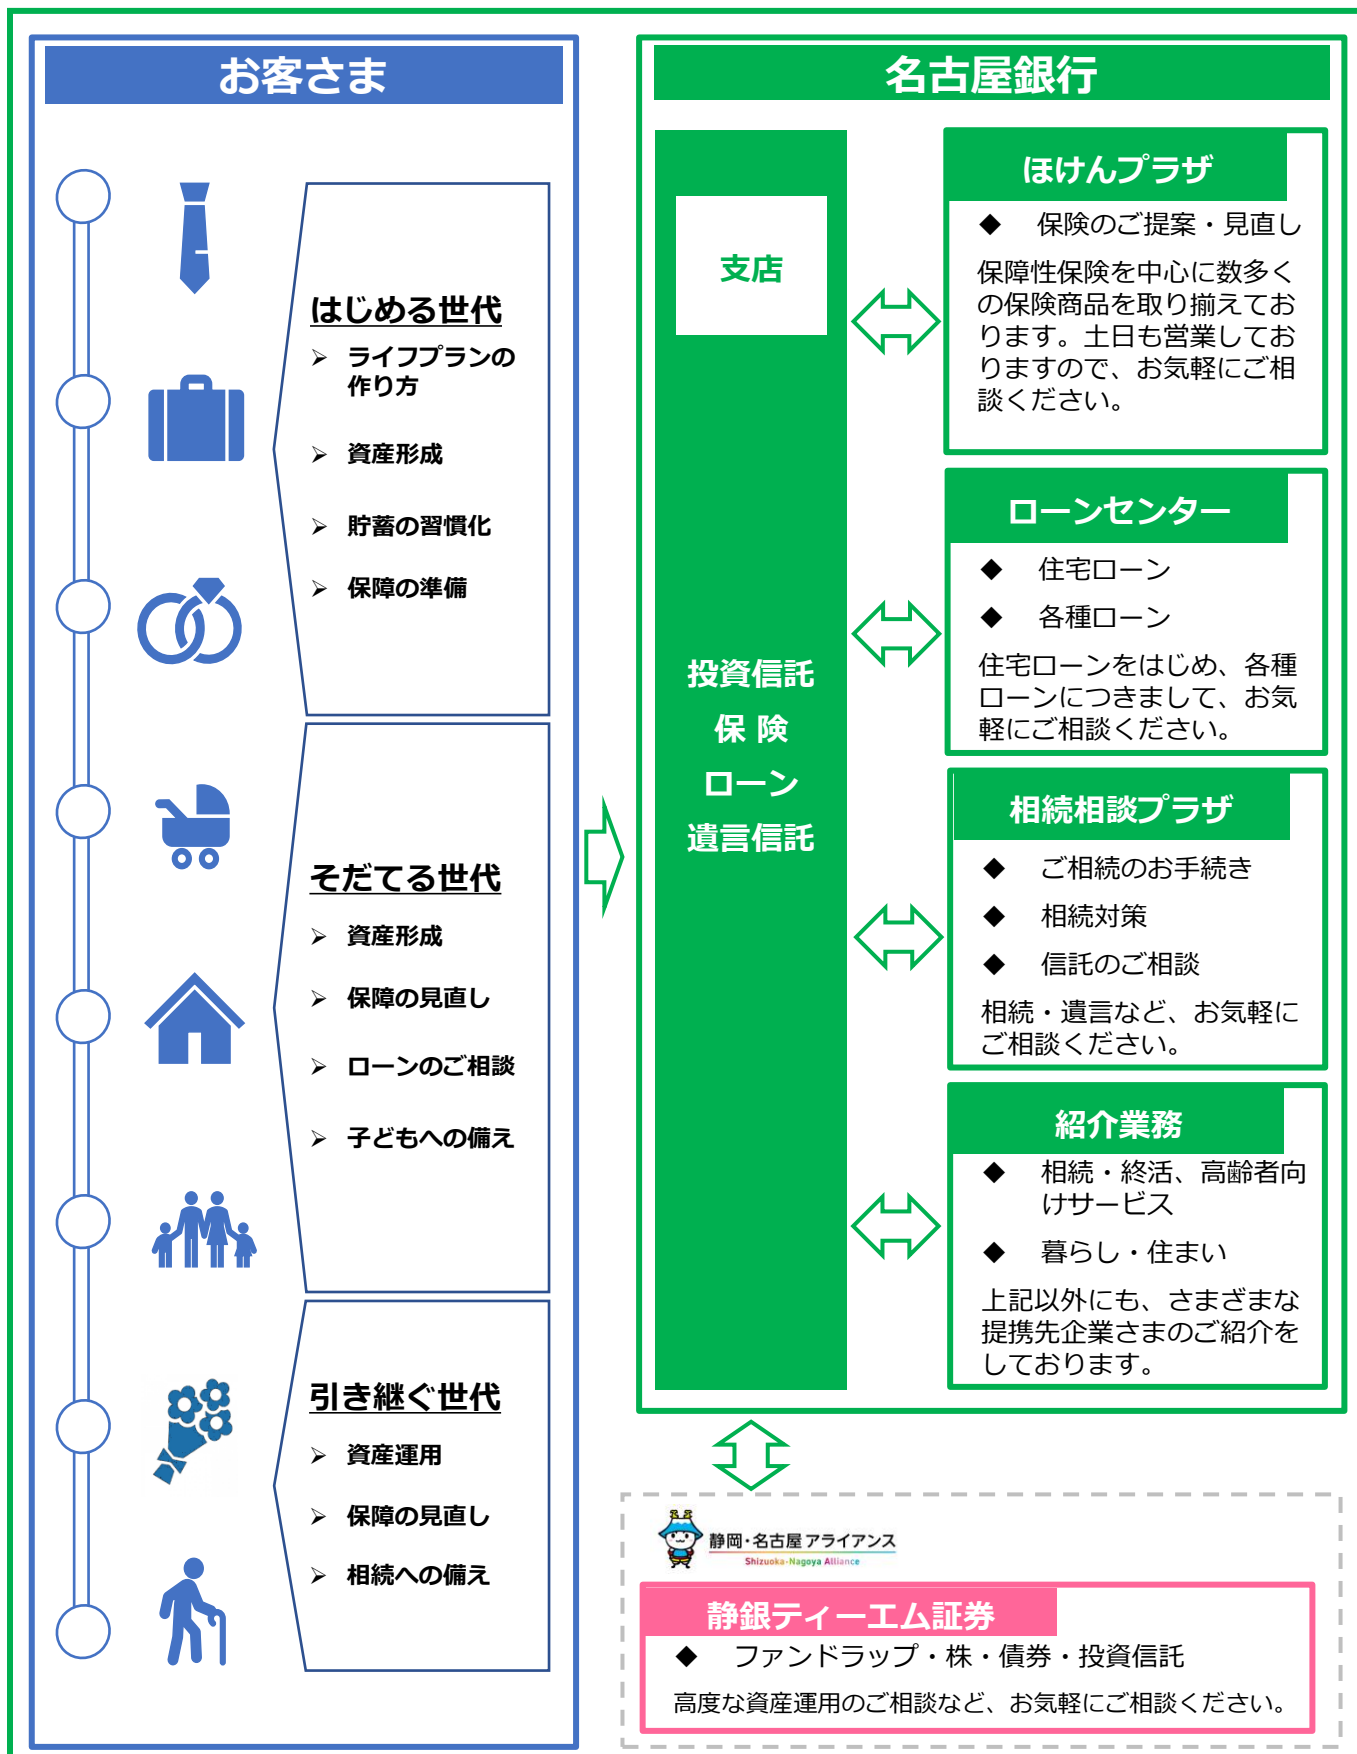 お客さま
はじめる世代
➢ ライフプランの
作り方
➢ 資産形成
➢ 貯蓄の習慣化
➢ 保障の準備
そだてる世代
➢ 資産形成
➢ 保障の見直し
➢ ローンのご相談
➢ 子どもへの備え
引き継ぐ世代
➢ 資産運用
➢ 保障の見直し
➢ 相続への備え
名古屋銀行
支店
投資信託
保 険
ローン
遺言信託
ほけんプラザ
◆ 保険のご提案・見直し
保障性保険を中心に数多く
の保険商品を取り揃えてお
ります。土日も営業してお
りますので、お気軽にご相
談ください。
ローンセンター
◆ 住宅ローン
◆ 各種ローン
住宅ローンをはじめ、各種
ローンにつきまして、お気
軽にご相談ください。
相続相談プラザ
◆ ご相続のお手続き
◆ 相続対策
◆ 信託のご相談
相続・遺言など、お気軽に
ご相談ください。
紹介業務
◆ 相続・終活、高齢者向
けサービス
◆ 暮らし・住まい
上記以外にも、さまざまな
提携先企業さまのご紹介を
しております。
静岡・名古屋 アライアンス
Shizuoka-Nagoya Alliance
静銀ティーエム証券
◆ ファンドラップ・株・債券・投資信託
高度な資産運用のご相談など、お気軽にご相談ください。